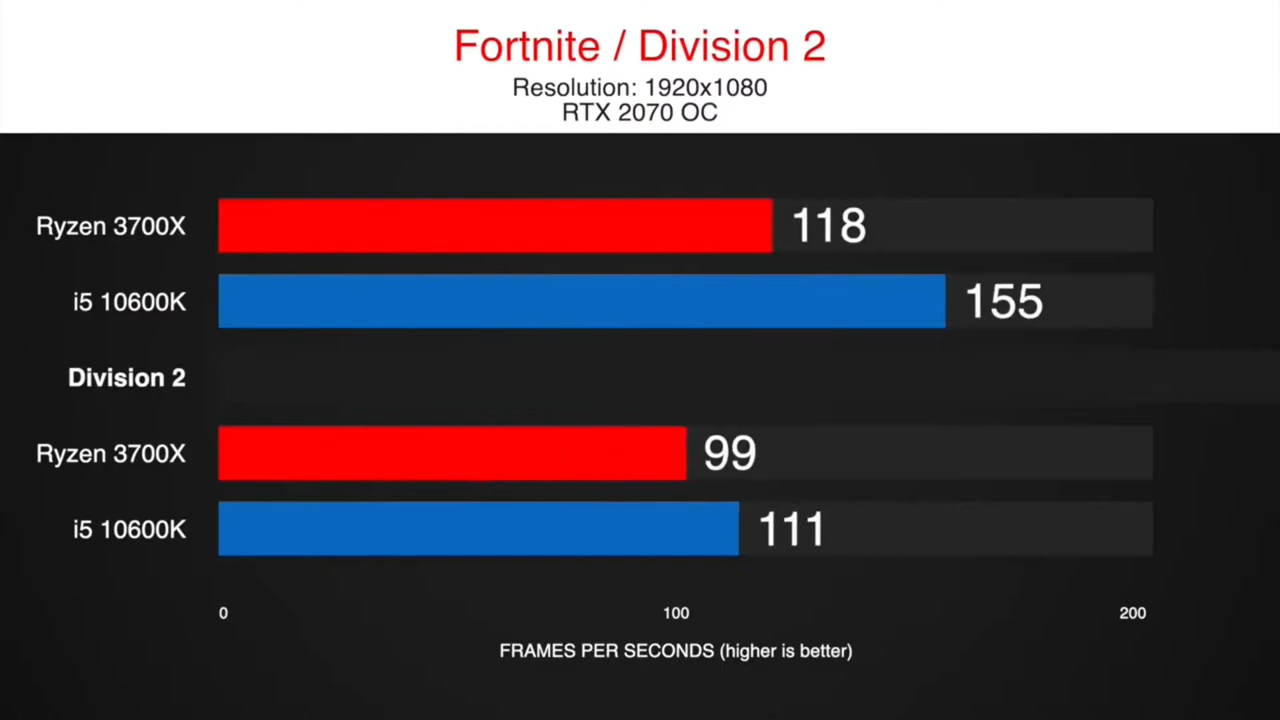 Fortnite / Division 2
Resolution: 1920x1080
RTX 2070 OC
Ryzen 3700X 118
i5 10600K 155
Division 2
Ryzen 3700X 99
i5 10600K 111
0 100 200
FRAMES PER SECONDS (higher is better)